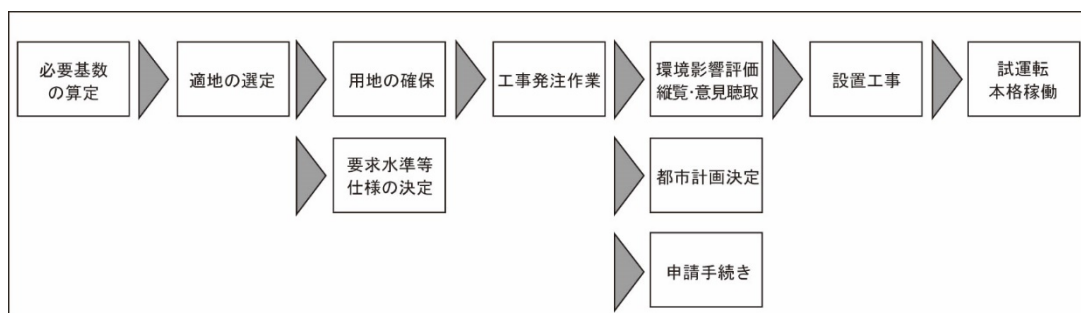 必要基数
の算定
適地の選定
用地の確保
工事発注作業
環境影響評価
縦覧・意見聴取
設置工事
試運転
本格稼働
要求水準等
仕様の決定
都市計画決定
申請手続き